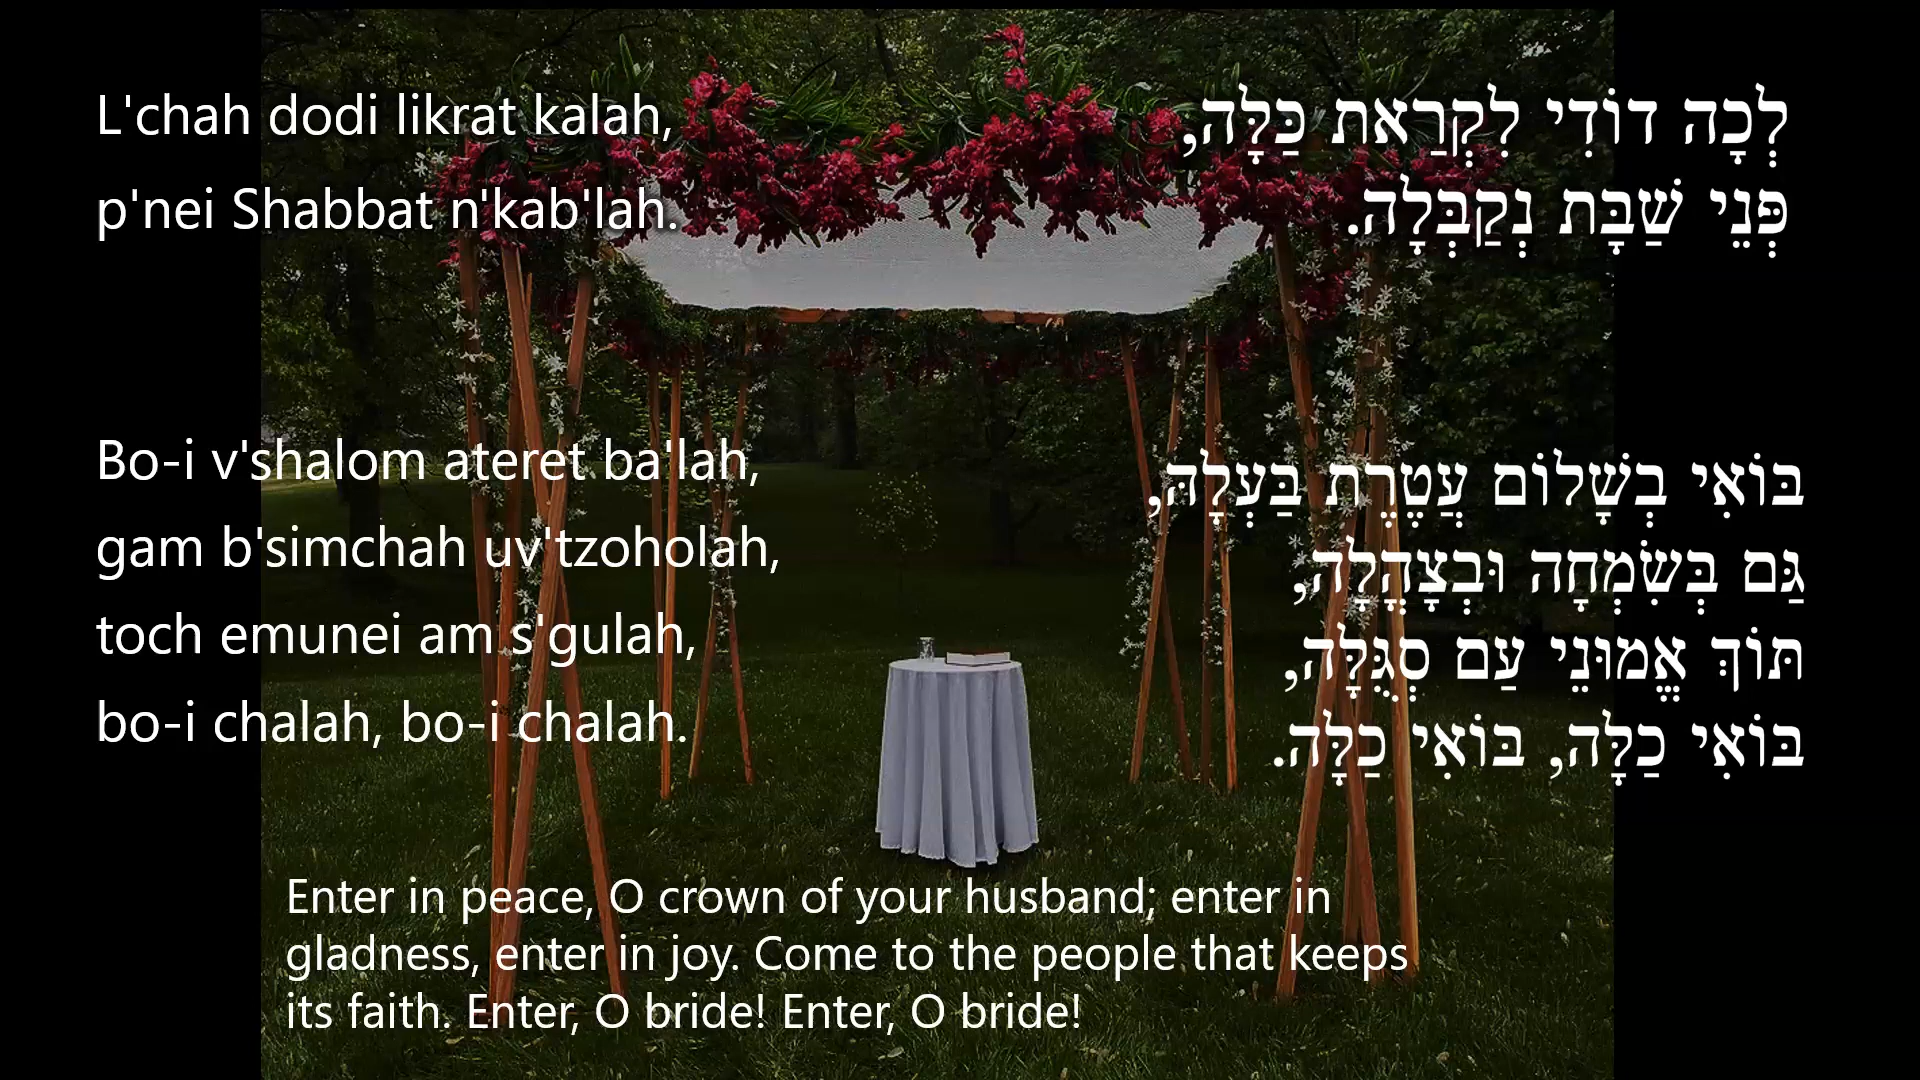 L'chah dodi likrat kalah,
p'nei Shabbat n'kab'lah.
לְכָה דוֹדִי לִקְרַאת כַּלָּה,
פְּנֵי שַׁבָּת נְקַבְּלָה.
Bo-i v'shalom ateret ba'lah,
gam b'simchah uv'tzoholah,
toch emunei am s'gulah,
bo-i chalah, bo-i chalah.
בּוֹאִי בְשָׁלוֹם עֲטֶרֶת בַּעְלָהּ,
גַּם בְּשִׂמְחָה וּבְצָהֳלָה,
תּוֹךְ אֱמוּנֵי עַם סְגֻלָּה,
בּוֹאִי כַלָּה, בּוֹאִי כַלָּה.
Enter in peace, O crown of your husband; enter in
gladness, enter in joy. Come to the people that keeps
its faith. Enter, O bride! Enter, O bride!